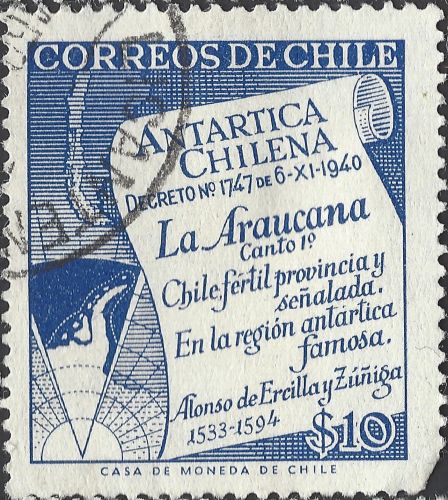 CORREOS DE CHILE
ANTARTICA
CHILENA
DECRETO Nº 1747 DE 6-XI-1940
La Araucana
Canto 1º
Chile, fértil provincia y
señalada.
En la región antártica
famosa.
Alonso de Ercilla y Zúñiga
1533-1594
$10
CASA DE MONEDA DE CHILE